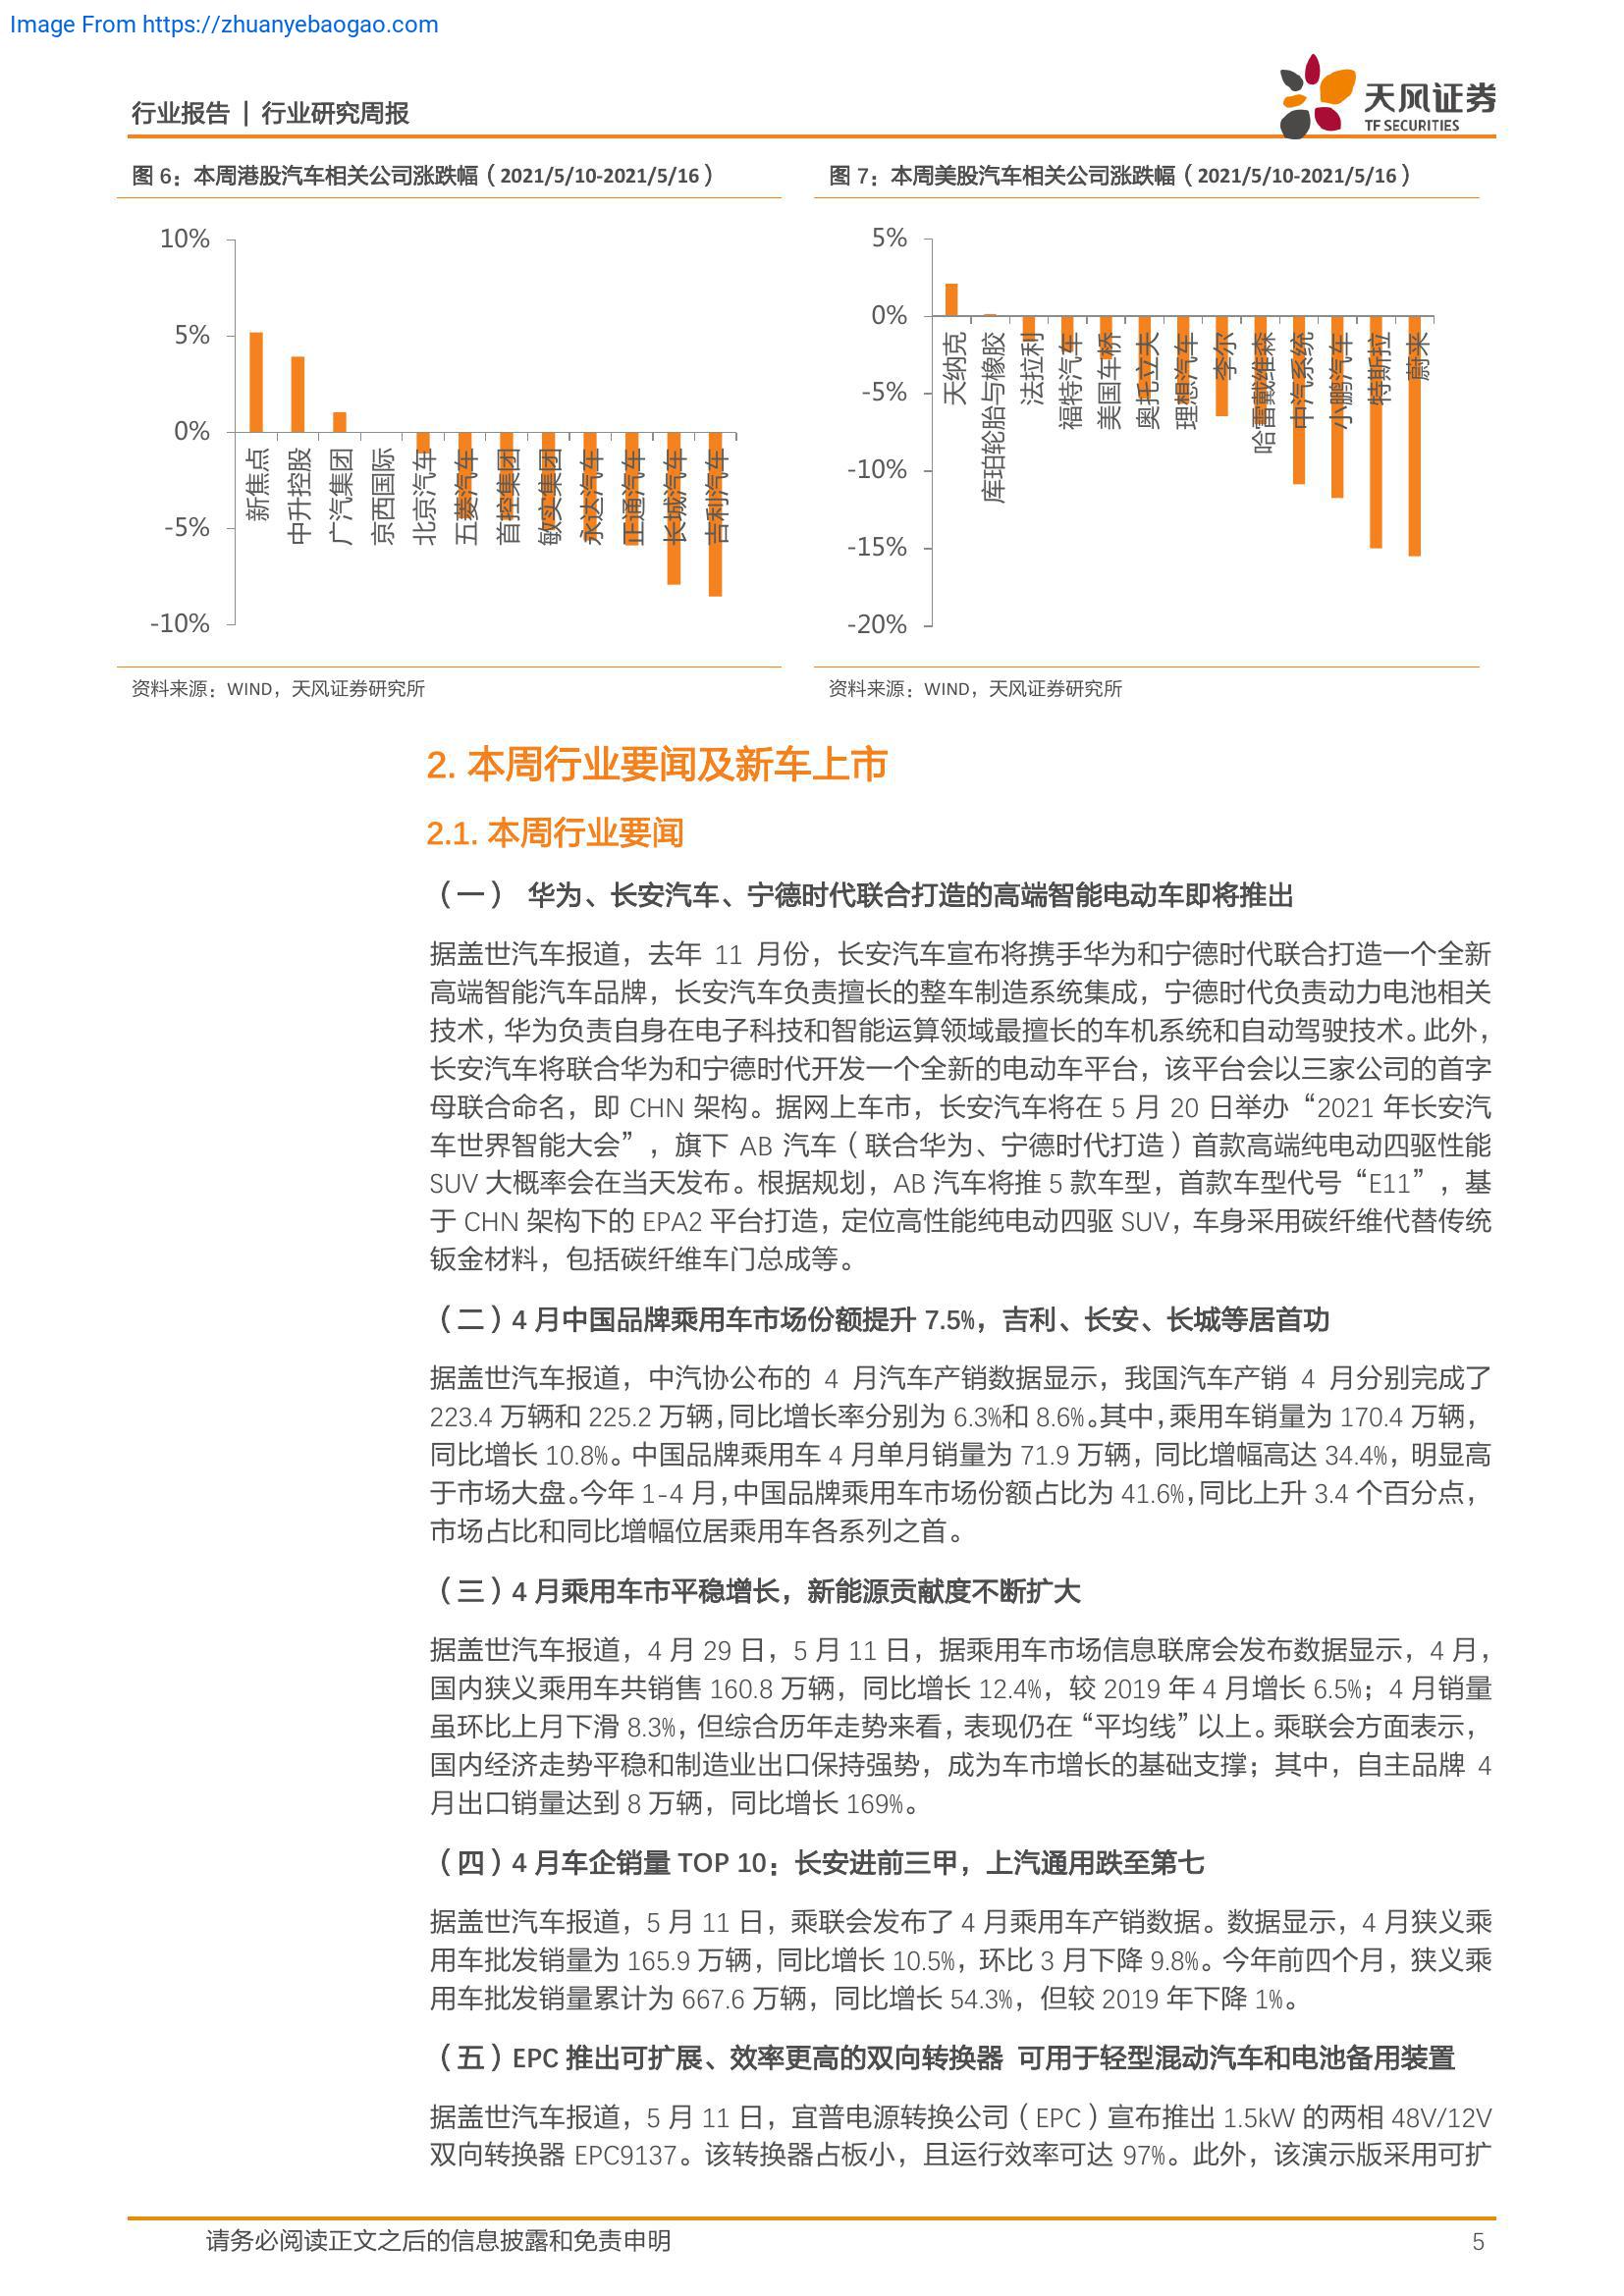 Image From https://zhuanyebaogao.com
行业报告 | 行业研究周报
天风证券
TF SECURITIES
图 6：本周港股汽车相关公司涨跌幅（2021/5/10-2021/5/16）
10%
5%
0%
-5%
-10%
新焦点
中升控股
广汽集团
京西国际
北京汽车
五菱汽车
首控集团
敏实集团
永达汽车
正通汽车
长城汽车
吉利汽车
资料来源：WIND，天风证券研究所
图 7：本周美股汽车相关公司涨跌幅（2021/5/10-2021/5/16）
5%
0%
-5%
-10%
-15%
-20%
天纳克
库珀轮胎与橡胶
法拉利
福特汽车
美国车桥
奥托立夫
理想汽车
李尔
哈雷戴维森
中汽系统
小鹏汽车
特斯拉
蔚来
资料来源：WIND，天风证券研究所
2. 本周行业要闻及新车上市
2.1. 本周行业要闻
（一） 华为、长安汽车、宁德时代联合打造的高端智能电动车即将推出
据盖世汽车报道，去年 11 月份，长安汽车宣布将携手华为和宁德时代联合打造一个全新
高端智能汽车品牌，长安汽车负责擅长的整车制造系统集成，宁德时代负责动力电池相关
技术，华为负责自身在电子科技和智能运算领域最擅长的车机系统和自动驾驶技术。此外，
长安汽车将联合华为和宁德时代开发一个全新的电动车平台，该平台会以三家公司的首字
母联合命名，即 CHN 架构。据网上车市，长安汽车将在 5 月 20 日举办“2021 年长安汽
车世界智能大会”，旗下 AB 汽车（联合华为、宁德时代打造）首款高端纯电动四驱性能
SUV 大概率会在当天发布。根据规划，AB 汽车将推 5 款车型，首款车型代号“E11”，基
于 CHN 架构下的 EPA2 平台打造，定位高性能纯电动四驱 SUV，车身采用碳纤维代替传统
钣金材料，包括碳纤维车门总成等。
（二）4 月中国品牌乘用车市场份额提升 7.5%，吉利、长安、长城等居首功
据盖世汽车报道，中汽协公布的 4 月汽车产销数据显示，我国汽车产销 4 月分别完成了
223.4 万辆和 225.2 万辆，同比增长率分别为 6.3%和 8.6%。其中，乘用车销量为 170.4 万辆，
同比增长 10.8%。中国品牌乘用车 4 月单月销量为 71.9 万辆，同比增幅高达 34.4%，明显高
于市场大盘。今年 1-4 月，中国品牌乘用车市场份额占比为 41.6%，同比上升 3.4 个百分点，
市场占比和同比增幅位居乘用车各系列之首。
（三）4 月乘用车市平稳增长，新能源贡献度不断扩大
据盖世汽车报道，4 月 29 日，5 月 11 日，据乘用车市场信息联席会发布数据显示，4 月，
国内狭义乘用车共销售 160.8 万辆，同比增长 12.4%，较 2019 年 4 月增长 6.5%；4 月销量
虽环比上月下滑 8.3%，但综合历年走势来看，表现仍在“平均线”以上。乘联会方面表示，
国内经济走势平稳和制造业出口保持强势，成为车市增长的基础支撑；其中，自主品牌 4
月出口销量达到 8 万辆，同比增长 169%。
（四）4 月车企销量 TOP 10：长安进前三甲，上汽通用跌至第七
据盖世汽车报道，5 月 11 日，乘联会发布了 4 月乘用车产销数据。数据显示，4 月狭义乘
用车批发销量为 165.9 万辆，同比增长 10.5%，环比 3 月下降 9.8%。今年前四个月，狭义乘
用车批发销量累计为 667.6 万辆，同比增长 54.3%，但较 2019 年下降 1%。
（五）EPC 推出可扩展、效率更高的双向转换器 可用于轻型混动汽车和电池备用装置
据盖世汽车报道，5 月 11 日，宜普电源转换公司（EPC）宣布推出 1.5kW 的两相 48V/12V
双向转换器 EPC9137。该转换器占板小，且运行效率可达 97%。此外，该演示版采用可扩
请务必阅读正文之后的信息披露和免责申明
5